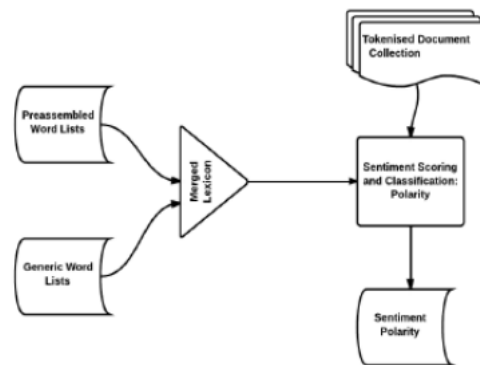 Tokenised Document
Collection
Preassembled
Word Lists
Merged
Lexicon
Sentiment Scoring
and Classification:
Polarity
Generic Word
Lists
Sentiment
Polarity